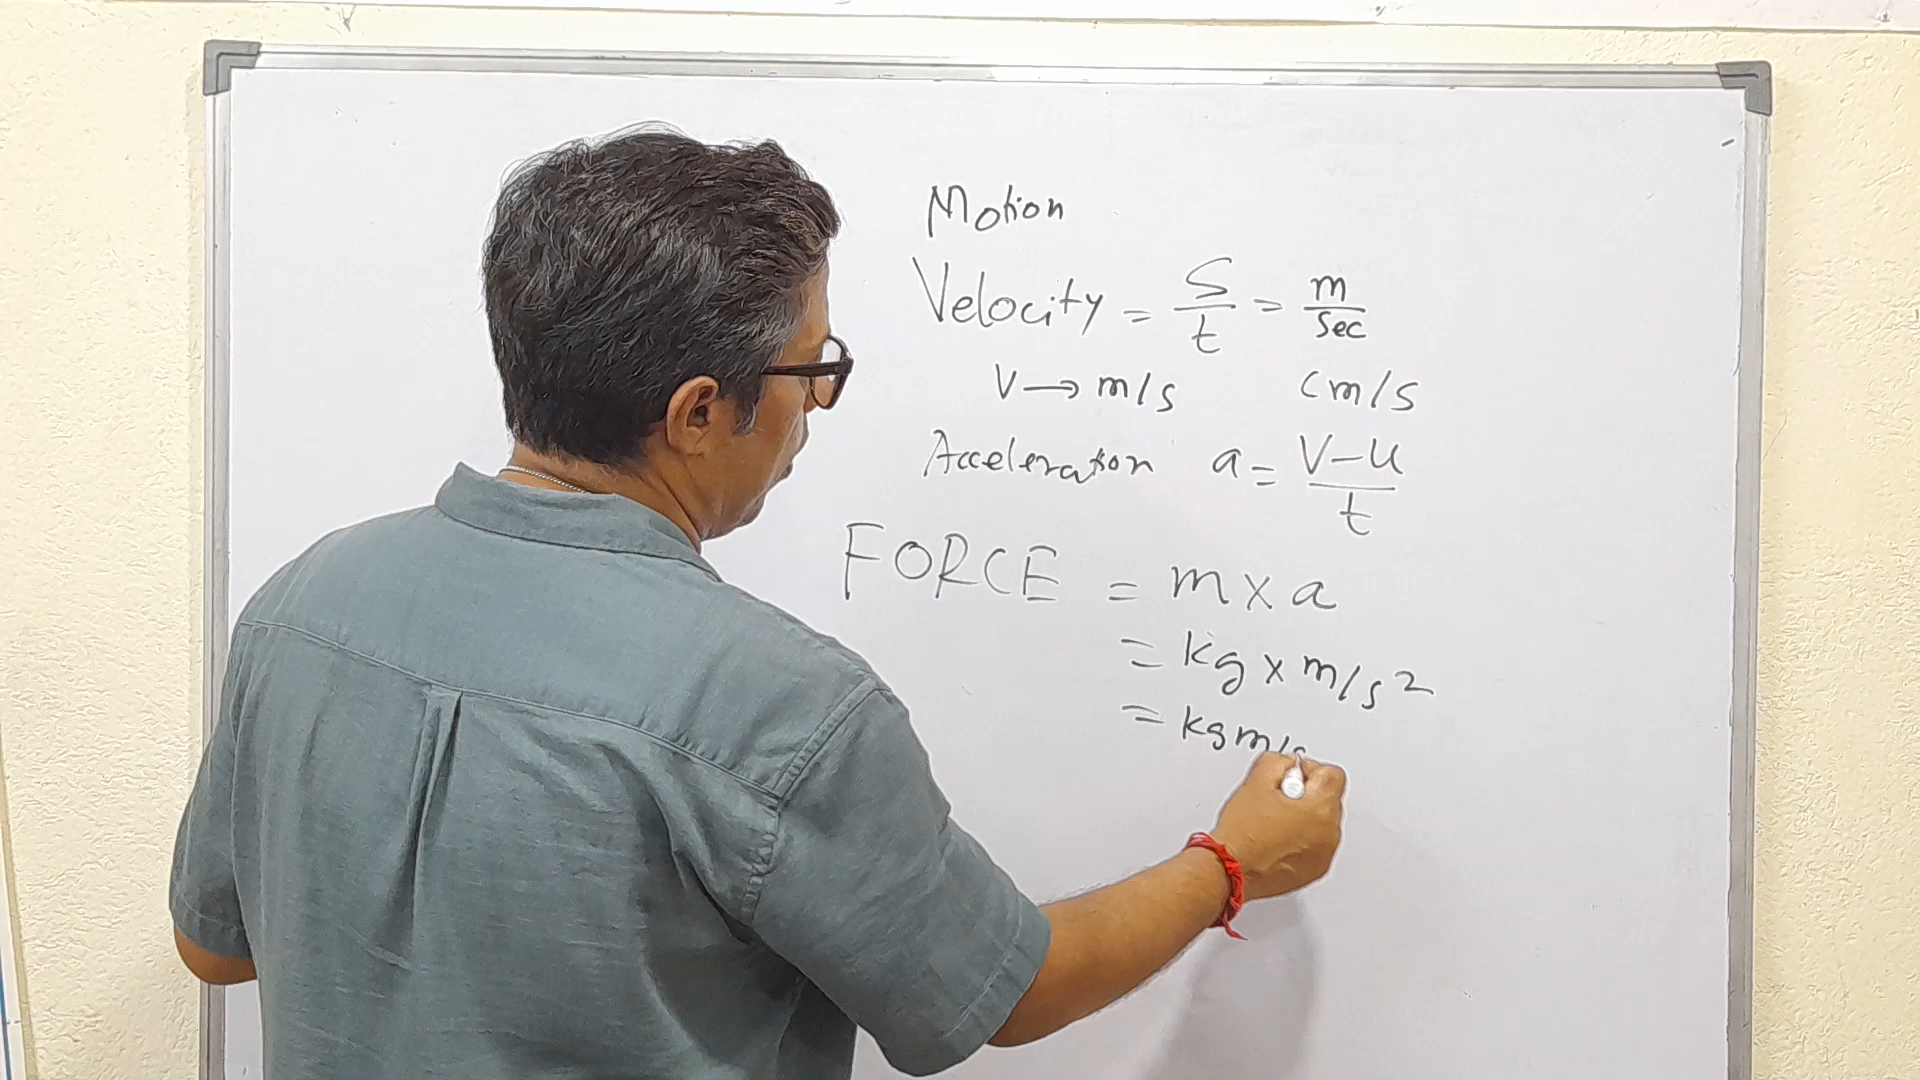 Motion
Velocity = S/t = m/sec
V → m/s cm/s
Acceleration a = V-u/t
FORCE = m x a
= kg x m/s²
= kgm/s